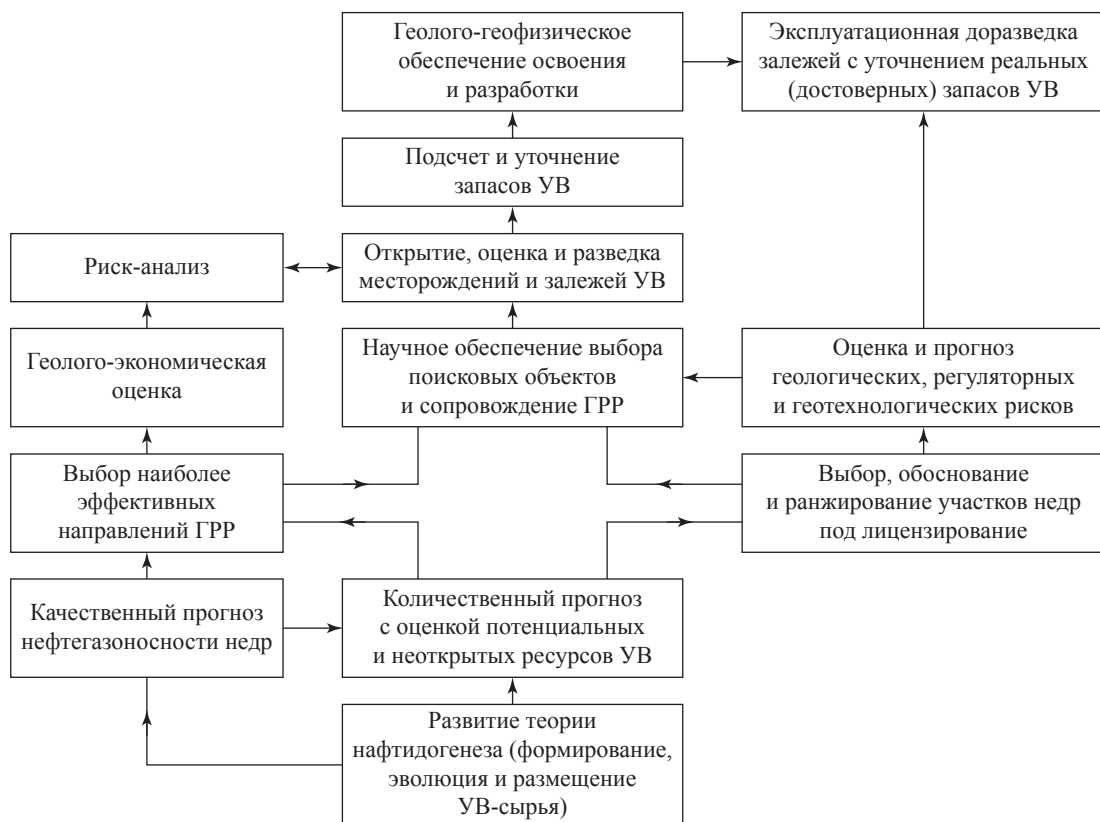 Геолого-геофизическое
обеспечение освоения
и разработки
Эксплуатационная доразведка
залежей с уточнением реальных
(достоверных) запасов УВ
Подсчет и уточнение
запасов УВ
Риск-анализ
Открытие, оценка и разведка
месторождений и залежей УВ
Геолого-экономическая
оценка
Научное обеспечение выбора
поисковых объектов
и сопровождение ГРР
Оценка и прогноз
геологических, регуляторных
и геотехнологических рисков
Выбор наиболее
эффективных
направлений ГРР
Выбор, обоснование
и ранжирование участков недр
под лицензирование
Качественный прогноз
нефтегазоносности недр
Количественный прогноз
с оценкой потенциальных
и неоткрытых ресурсов УВ
Развитие теории
нафтидогенеза (формирование,
эволюция и размещение
УВ-сырья)